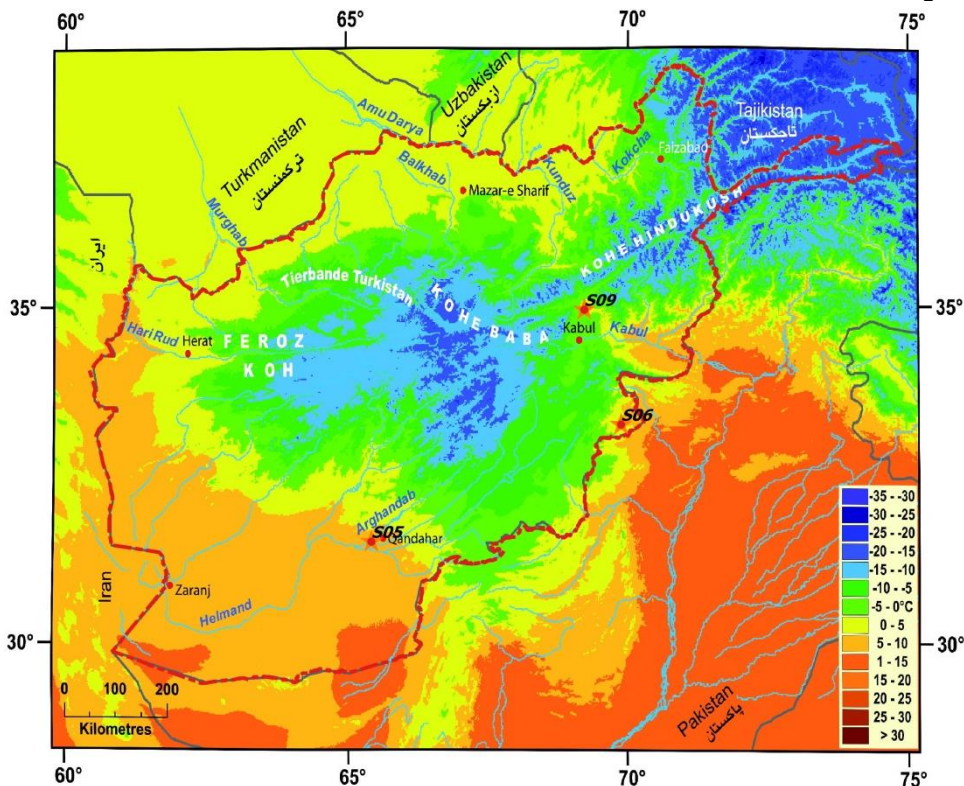 60°
65°
70°
75°
Uzbakistan
ازبکستان
Tajikistan
تاجکستان
Amu Darya
Turkmanistan
ترکمنستان
Kokcha
Faizabad
Balkhab
Kunduz
Mazar-e Sharif
Murghab
KOHE HINDUKUSH
ایران
Tierbande Turkistan
35°
35°
S09
KOHE BABA
Kabul
Kabul
Hari Rud
Herat
FEROZ
KOH
S06
Arghandab
S05
Qandahar
-35 - -30
-30 - -25
-25 - -20
-20 - -15
-15 - -10
-10 - -5
-5 - 0°C
0 - 5
5 - 10
1 - 15
15 - 20
20 - 25
25 - 30
> 30
Iran
Zaranj
Helmand
30°
30°
0 100 200
Kilometres
Pakistan
پاکستان
60°
65°
70°
75°